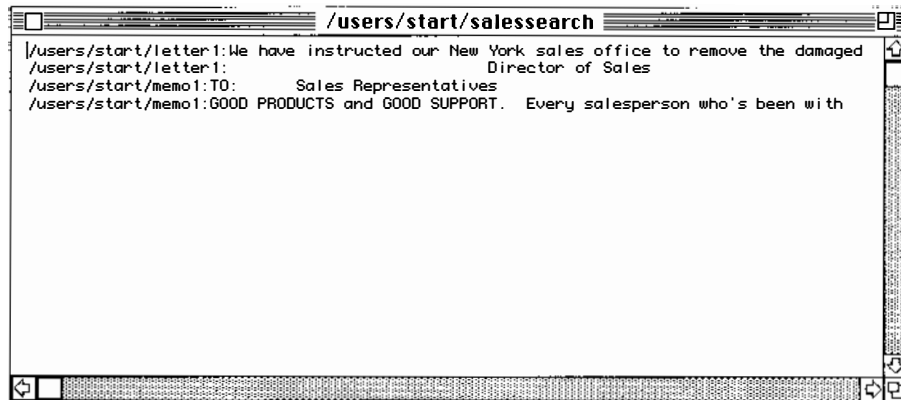 /users/start/salessearch
/users/start/letter1:We have instructed our New York sales office to remove the damaged
/users/start/letter1:                              Director of Sales
/users/start/memo1:TO:      Sales Representatives
/users/start/memo1:GOOD PRODUCTS and GOOD SUPPORT.  Every salesperson who's been with